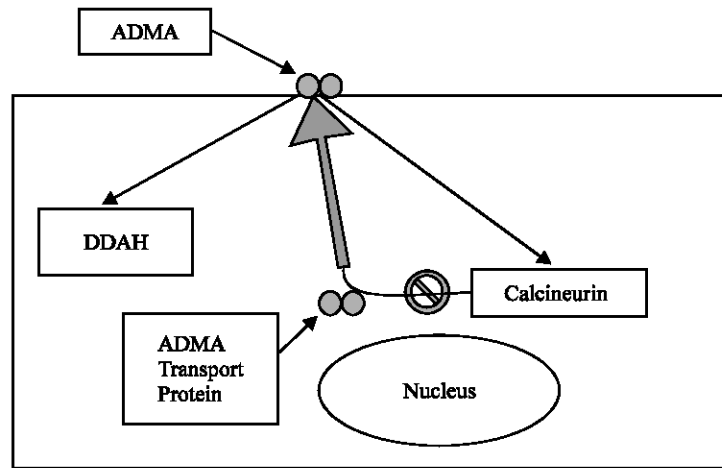 ADMA
DDAH
Calcineurin
ADMA
Transport
Protein
Nucleus